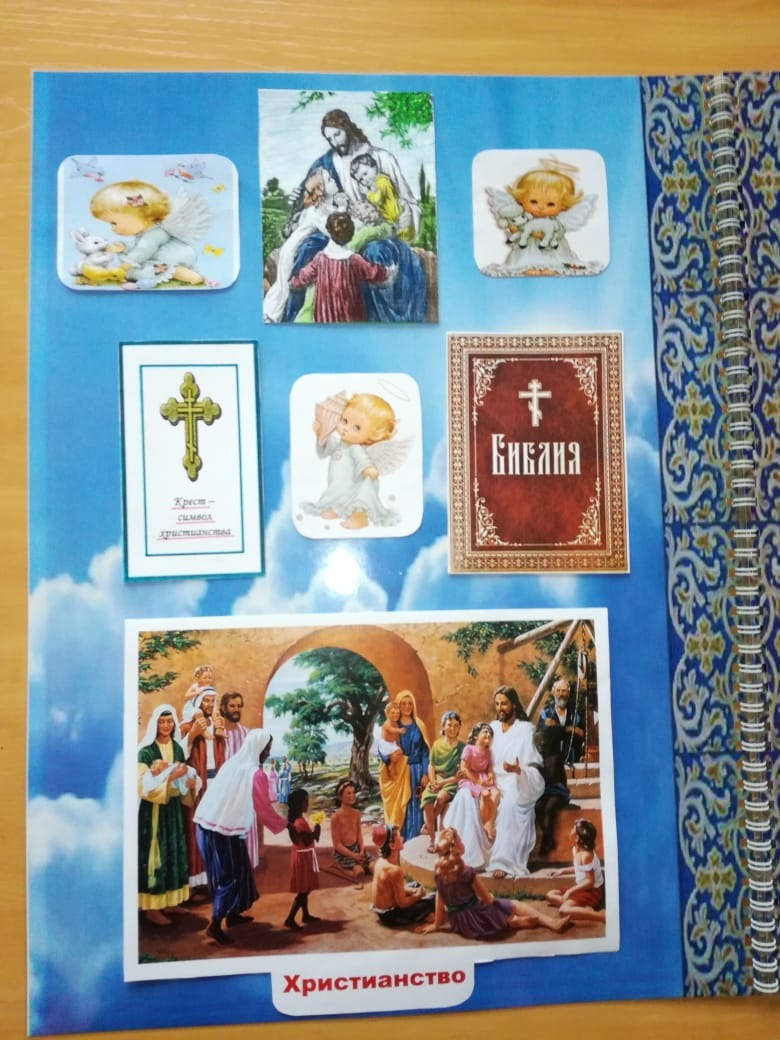 Крест –
символ
христианства
Библия
Христианство